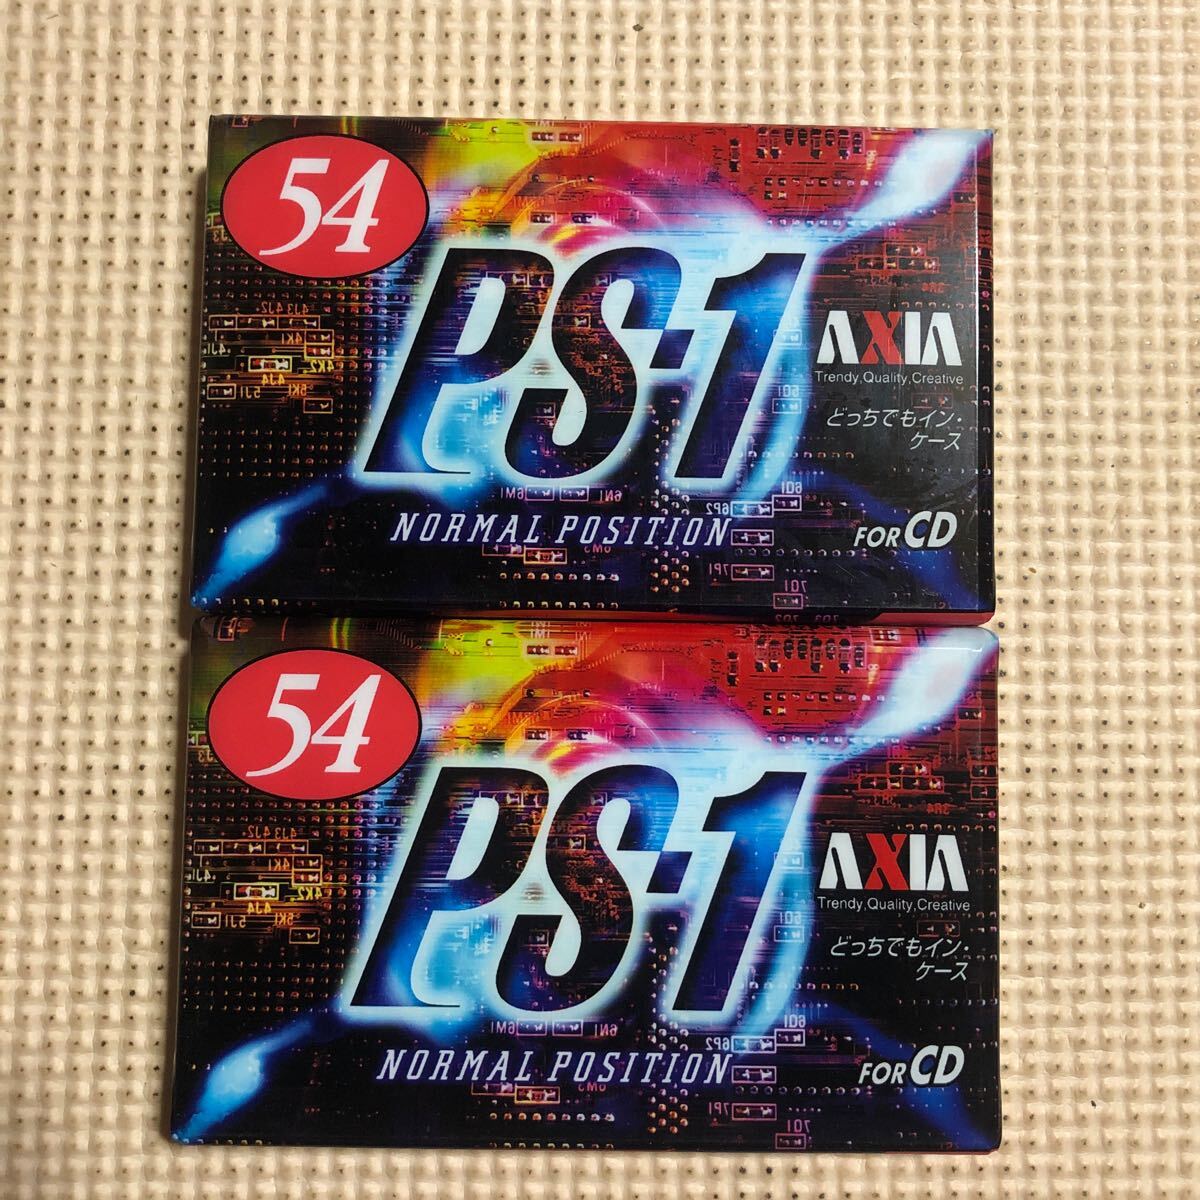 54
PS-1
AXIA
Trendy,Quality,Creative
どっちでもイン・
ケース
NORMAL POSITION
FOR CD
54
PS-1
AXIA
Trendy,Quality,Creative
どっちでもイン・
ケース
NORMAL POSITION
FOR CD